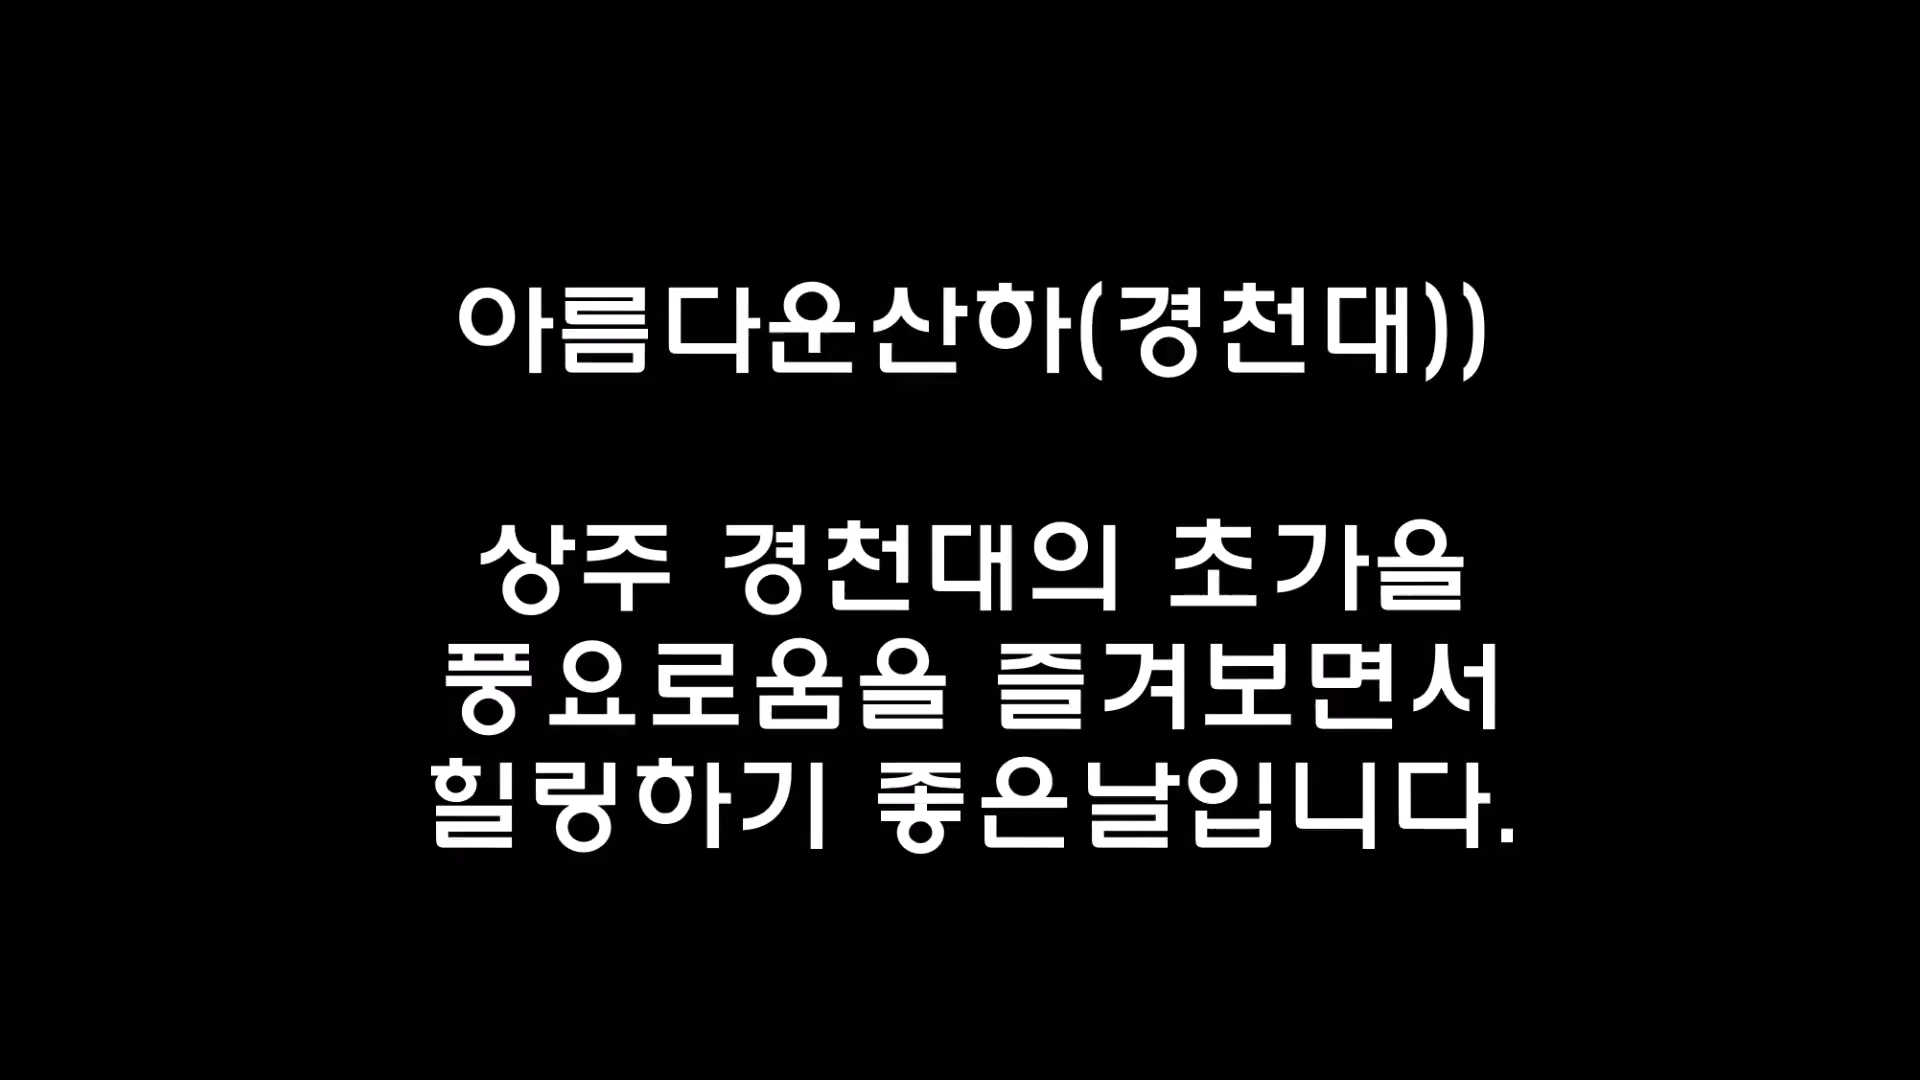 아름다운산하(경천대))
상주 경천대의 초가을
풍요로움을 즐겨보면서
힐링하기 좋은날입니다.